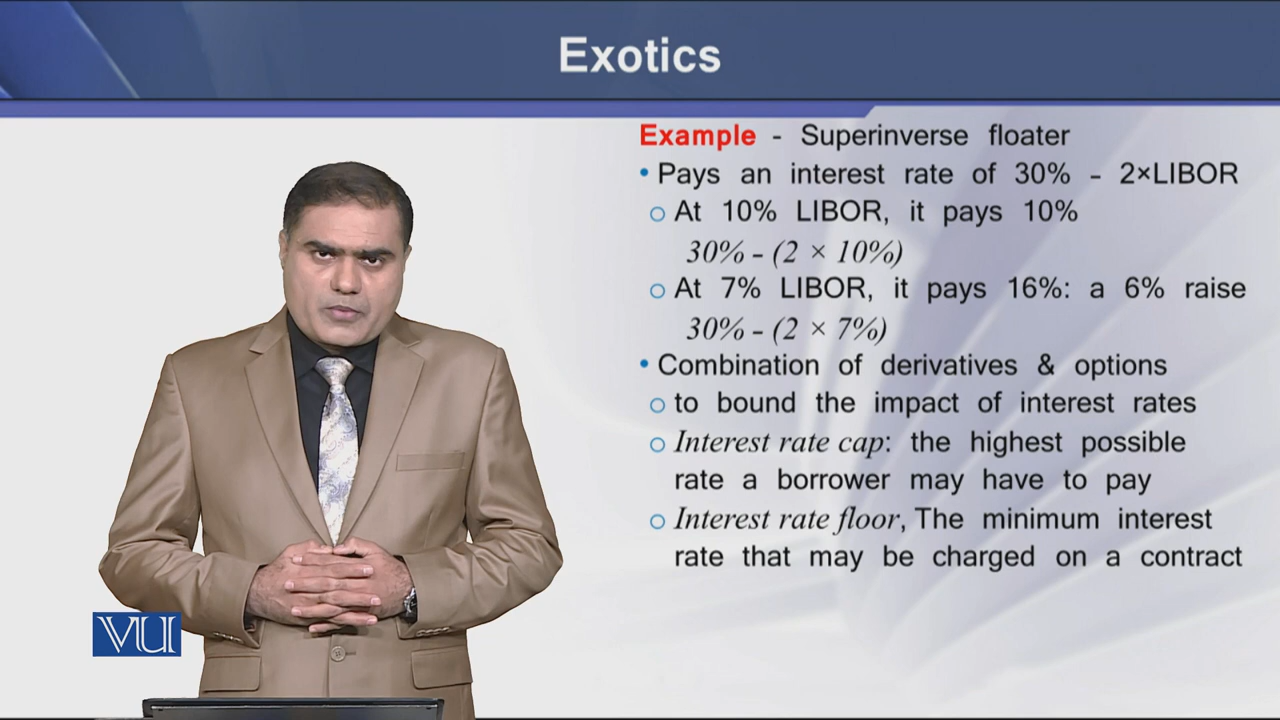 Exotics
Example - Superinverse floater
• Pays an interest rate of 30% - 2×LIBOR
○ At 10% LIBOR, it pays 10%
30% - (2 × 10%)
○ At 7% LIBOR, it pays 16%: a 6% raise
30% - (2 × 7%)
• Combination of derivatives & options
○ to bound the impact of interest rates
○ Interest rate cap: the highest possible
rate a borrower may have to pay
○ Interest rate floor, The minimum interest
rate that may be charged on a contract
VU